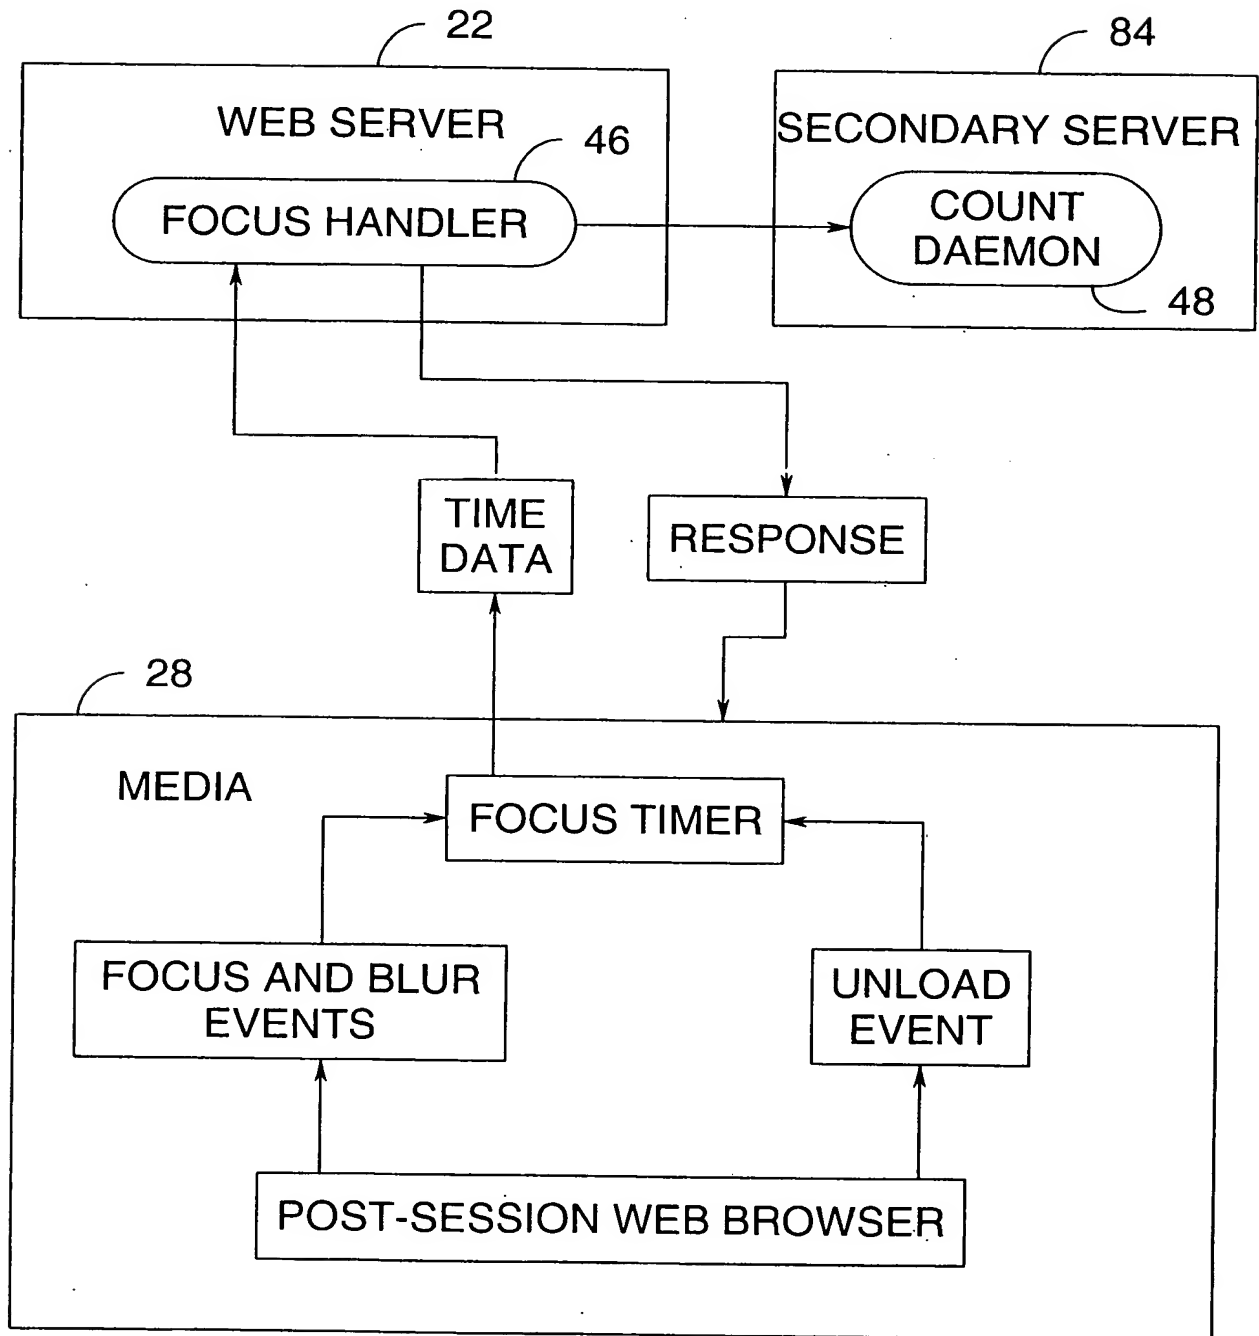 22
84
WEB SERVER
46
SECONDARY SERVER
FOCUS HANDLER
COUNT
DAEMON
48
TIME
DATA
RESPONSE
28
MEDIA
FOCUS TIMER
FOCUS AND BLUR
EVENTS
UNLOAD
EVENT
POST-SESSION WEB BROWSER